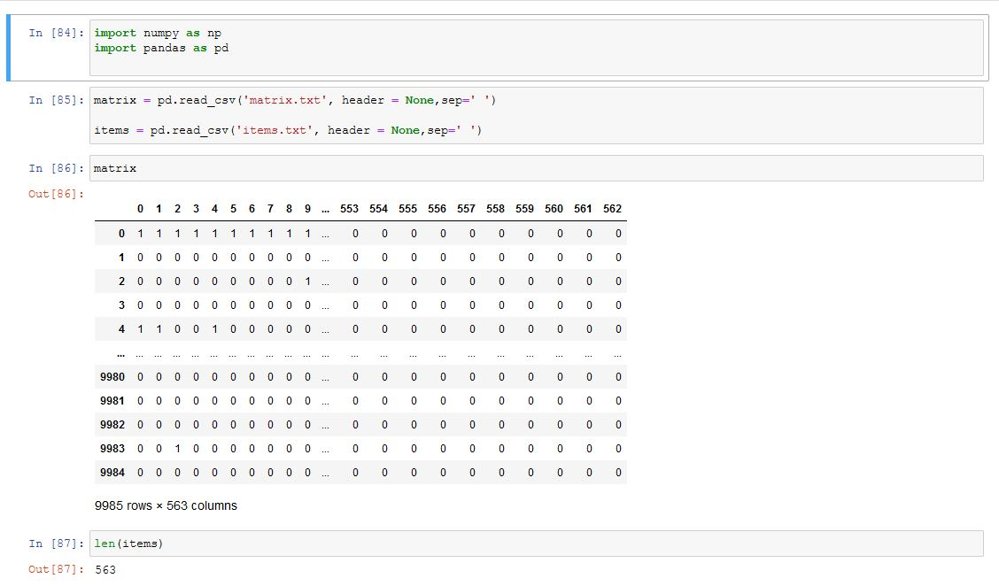 In [84]: import numpy as np
import pandas as pd
In [85]: matrix = pd.read_csv('matrix.txt', header = None,sep=' ')
items = pd.read_csv('items.txt', header = None,sep=' ')
In [86]: matrix
Out[86]:
0 1 2 3 4 5 6 7 8 9 ... 553 554 555 556 557 558 559 560 561 562
0 1 1 1 1 1 1 1 1 1 1 ... 0 0 0 0 0 0 0 0 0 0
1 0 0 0 0 0 0 0 0 0 0 ... 0 0 0 0 0 0 0 0 0 0
2 0 0 0 0 0 0 0 0 0 1 ... 0 0 0 0 0 0 0 0 0 0
3 0 0 0 0 0 0 0 0 0 0 ... 0 0 0 0 0 0 0 0 0 0
4 1 1 0 0 1 0 0 0 0 0 ... 0 0 0 0 0 0 0 0 0 0
... ... ... ... ... ... ... ... ... ... ... ... ... ... ... ... ... ... ... ... ... ...
9980 0 0 0 0 0 0 0 0 0 0 ... 0 0 0 0 0 0 0 0 0 0
9981 0 0 0 0 0 0 0 0 0 0 ... 0 0 0 0 0 0 0 0 0 0
9982 0 0 0 0 0 0 0 0 0 0 ... 0 0 0 0 0 0 0 0 0 0
9983 0 0 1 0 0 0 0 0 0 0 ... 0 0 0 0 0 0 0 0 0 0
9984 0 0 0 0 0 0 0 0 0 0 ... 0 0 0 0 0 0 0 0 0 0
9985 rows × 563 columns
In [87]: len(items)
Out[87]: 563